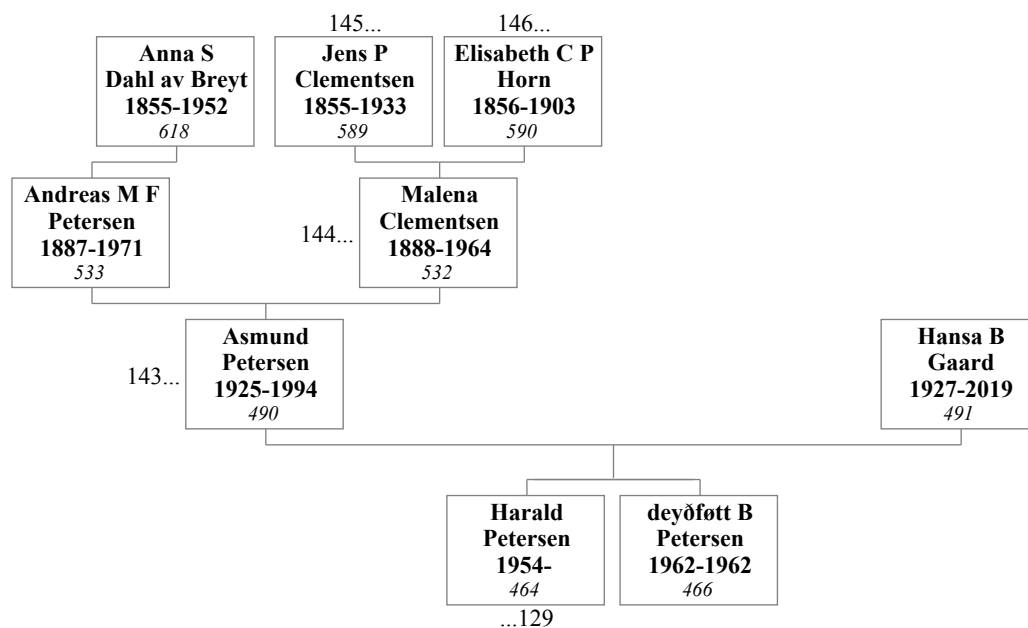 145...
146...
Anna S
Dahl av Breyt
1855-1952
618
Jens P
Clementsen
1855-1933
589
Elisabeth C P
Horn
1856-1903
590
Andreas M F
Petersen
1887-1971
533
144...
Malena
Clementsen
1888-1964
532
143...
Asmund
Petersen
1925-1994
490
Hansa B
Gaard
1927-2019
491
Harald
Petersen
1954-
464
deyðføtt B
Petersen
1962-1962
466
...129